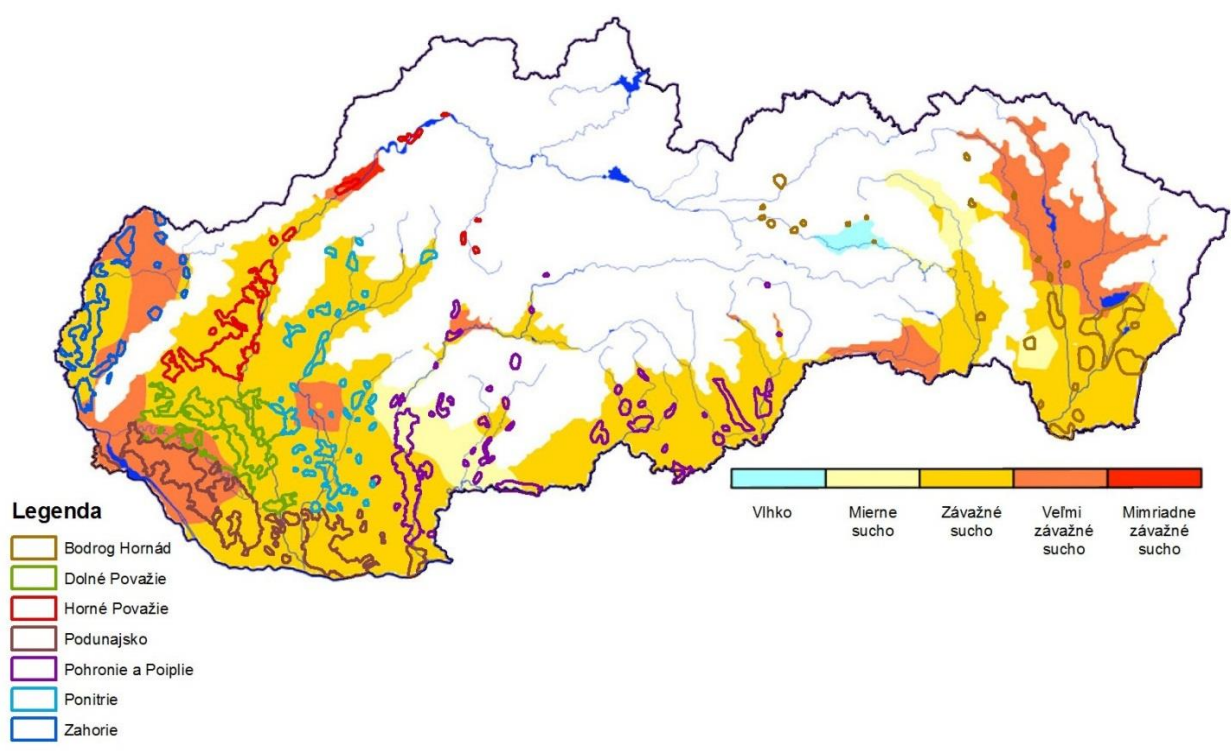 Vlhko
Mierne
sucho
Závažné
sucho
Veľmi
závažné
sucho
Mimriadne
závažné
sucho
Legenda
Bodrog Hornád
Dolné Považie
Horné Považie
Podunajsko
Pohronie a Poiplie
Ponitrie
Zahorie